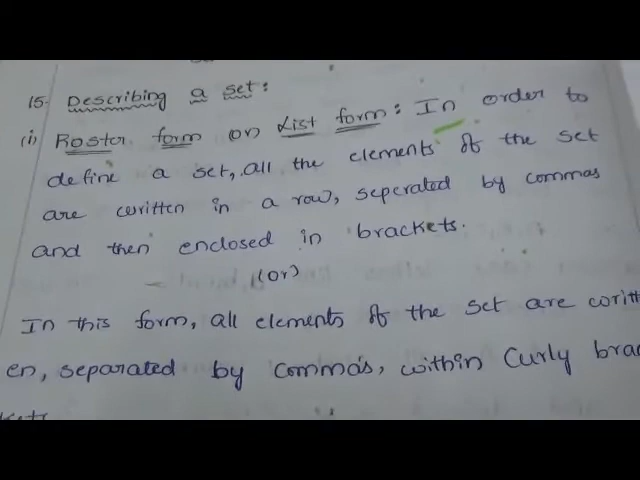 15. Describing a set:
(i) Roster form or List form: In order to
define a set, all the elements of the set
are written in a row, seperated by commas
and then enclosed in brackets.
(or)
In this form, all elements of the set are writt
en, separated by commas, within Curly brac
kets